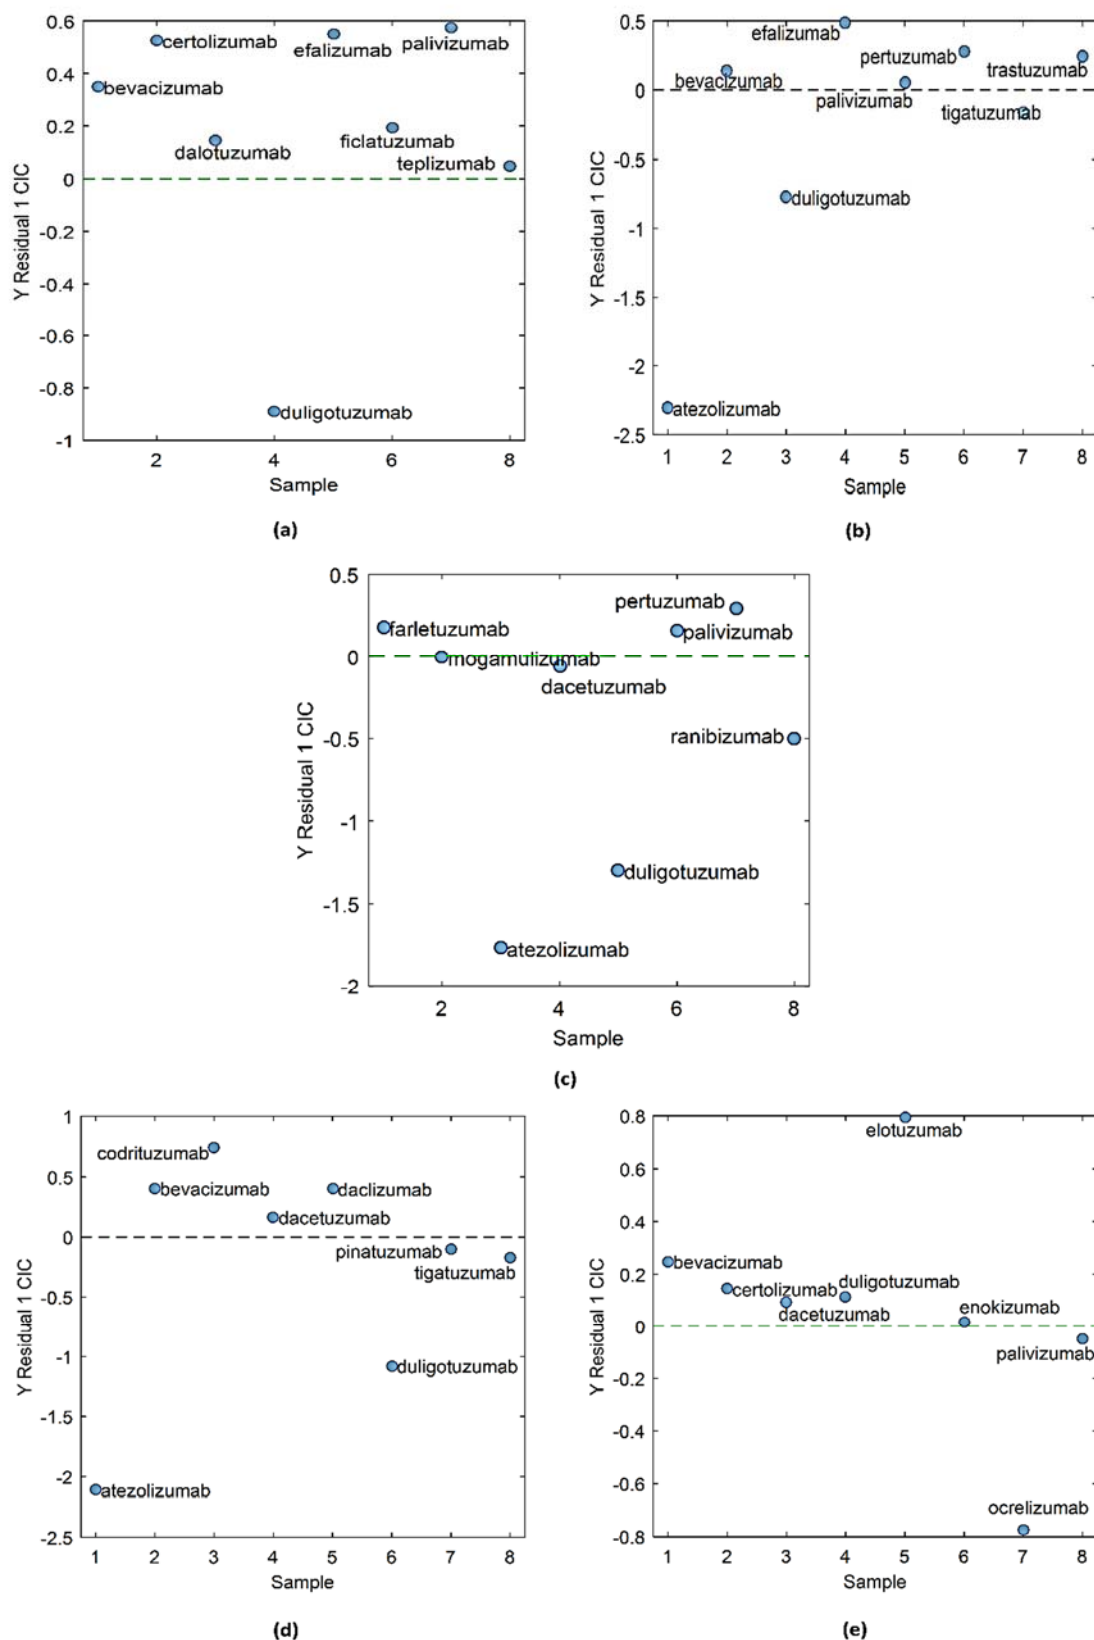 0.6
0.4
0.2
0
-0.2
-0.4
-0.6
-0.8
-1
Y Residual 1 CIC
certolizumab
efalizumab
palivizumab
bevacizumab
dalotuzumab
ficlatuzumab
teplizumab
duligotuzumab
2 4 6 8
Sample
(a)
0.5
0
-0.5
-1
-1.5
-2
-2.5
Y Residual 1 CIC
efalizumab
pertuzumab
trastuzumab
bevacizumab
palivizumab
tigatuzumab
duligotuzumab
atezolizumab
1 2 3 4 5 6 7 8
Sample
(b)
0.5
0
-0.5
-1
-1.5
-2
Y Residual 1 CIC
pertuzumab
farletuzumab
palivizumab
mogamulizumab
dacetuzumab
ranibizumab
duligotuzumab
atezolizumab
2 4 6 8
Sample
(c)
1
0.5
0
-0.5
-1
-1.5
-2
-2.5
Y Residual 1 CIC
codrituzumab
bevacizumab
daclizumab
dacetuzumab
pinatuzumab
tigatuzumab
duligotuzumab
atezolizumab
1 2 3 4 5 6 7 8
Sample
(d)
0.8
0.6
0.4
0.2
0
-0.2
-0.4
-0.6
-0.8
Y Residual 1 CIC
elotuzumab
bevacizumab
duligotuzumab
certolizumab
dacetuzumab
enokizumab
palivizumab
ocrelizumab
1 2 3 4 5 6 7 8
Sample
(e)